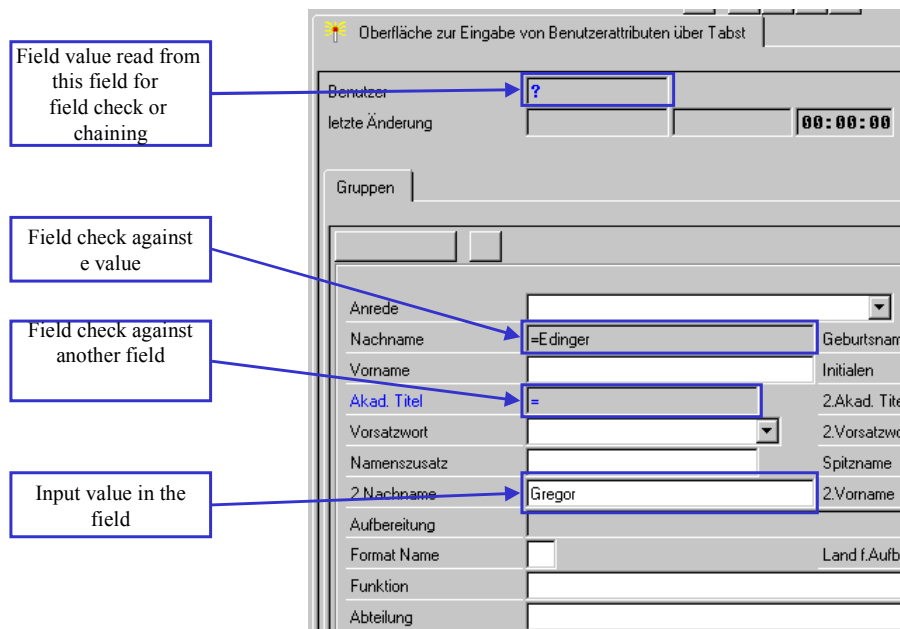 Oberfläche zur Eingabe von Benutzerattributen über Tabst
Field value read from
this field for
field check or
chaining
Benutzer ?
letzte Änderung 00:00:00
Gruppen
Field check against
e value
Anrede
Nachname =Edinger Geburtsnam
Field check against
another field
Vorname Initialen
Akad. Titel = 2.Akad. Tite
Vorsatzwort 2.Vorsatzwo
Namenszusatz Spitzname
Input value in the
field
2.Nachname Gregor 2.Vorname
Aufbereitung
Format Name Land f.Aufb
Funktion
Abteilung